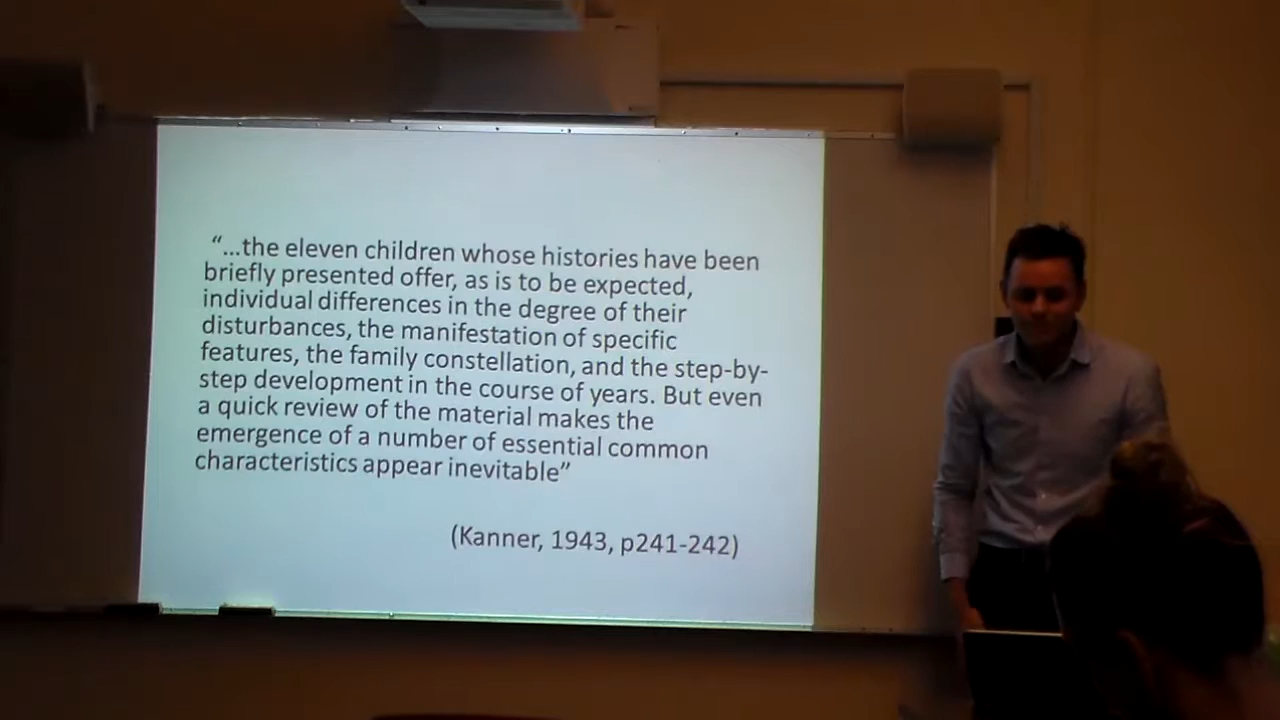 “...the eleven children whose histories have been
briefly presented offer, as is to be expected,
individual differences in the degree of their
disturbances, the manifestation of specific
features, the family constellation, and the step-by-
step development in the course of years. But even
a quick review of the material makes the
emergence of a number of essential common
characteristics appear inevitable”
(Kanner, 1943, p241-242)